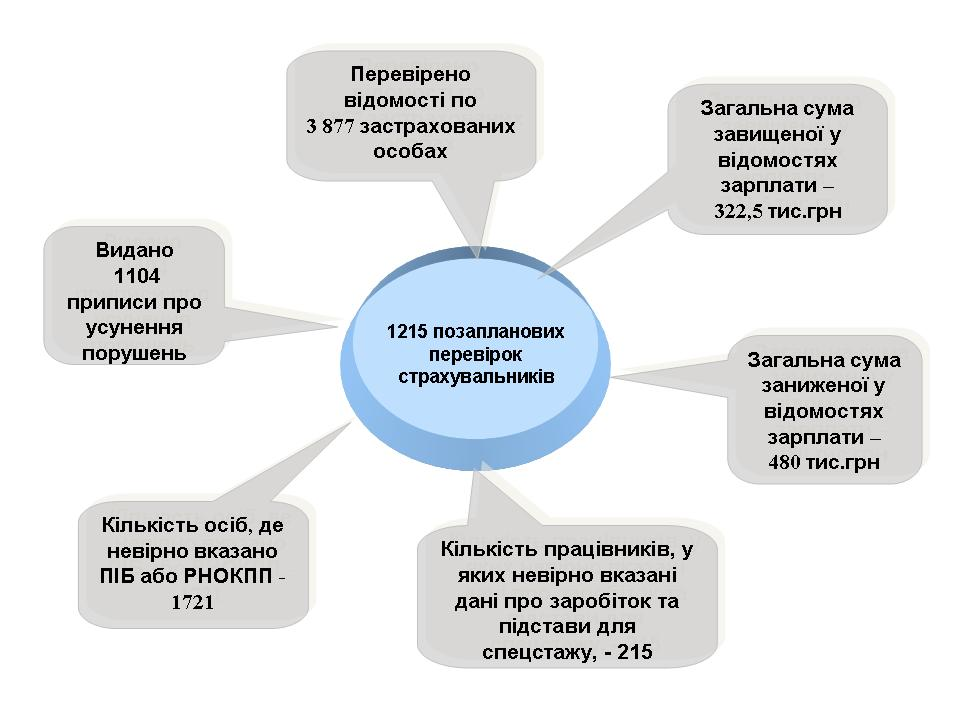 Перевірено
відомості по
3 877 застрахованих
особах
Загальна сума
завищеної у
відомостях
зарплати –
322,5 тис.грн
Видано
1104
приписи про
усунення
порушень
1215 позапланових
перевірок
страхувальників
Загальна сума
заниженої у
відомостях
зарплати –
480 тис.грн
Кількість осіб, де
невірно вказано
ПІБ або РНОКПП -
1721
Кількість працівників, у
яких невірно вказані
дані про заробіток та
підстави для
спецстажу, - 215